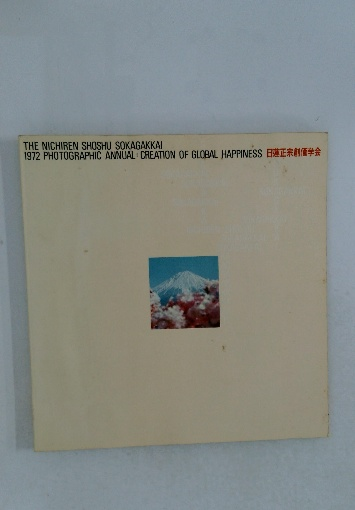 THE NICHIREN SHOSHU SOKAGAKKAI
1972 PHOTOGRAPHIC ANNUAL: CREATION OF GLOBAL HAPPINESS 日蓮正宗創価学会